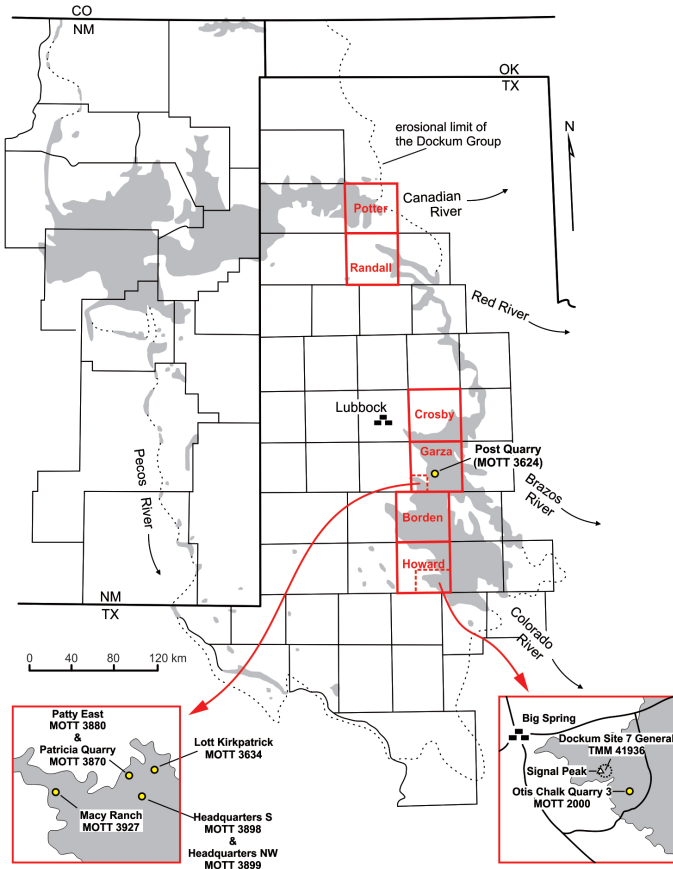 CO
NM
OK
TX
erosional limit of
the Dockum Group
N
Canadian
River
Potter
Randall
Red River
Lubbock
Crosby
Garza
Post Quarry
(MOTT 3624)
Pecos
River
Brazos
River
Borden
Howard
NM
TX
Colorado
River
0 40 80 120 km
Patty East
MOTT 3880
&
Patricia Quarry
MOTT 3870
Lott Kirkpatrick
MOTT 3634
Macy Ranch
MOTT 3927
Headquarters S
MOTT 3898
&
Headquarters NW
MOTT 3899
Big Spring
Dockum Site 7 General
TMM 41936
Signal Peak
Otis Chalk Quarry 3
MOTT 2000